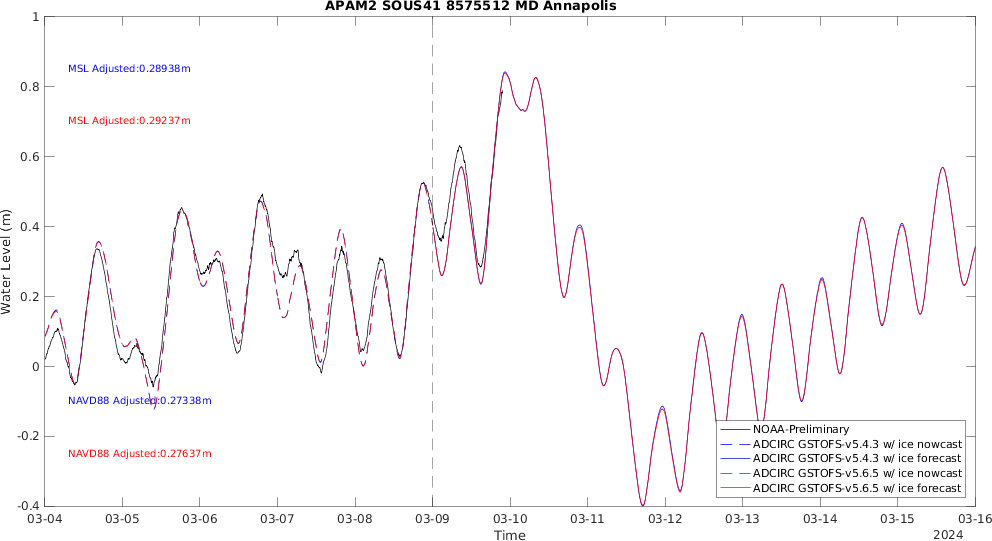 APAM2 SOUS41 8575512 MD Annapolis
1
0.8
0.6
0.4
0.2
0
-0.2
-0.4
Water Level (m)
MSL Adjusted:0.28938m
MSL Adjusted:0.29237m
NAVD88 Adjusted:0.27338m
NAVD88 Adjusted:0.27637m
NOAA-Preliminary
ADCIRC GSTOFS-v5.4.3 w/ ice nowcast
ADCIRC GSTOFS-v5.4.3 w/ ice forecast
ADCIRC GSTOFS-v5.6.5 w/ ice nowcast
ADCIRC GSTOFS-v5.6.5 w/ ice forecast
03-04 03-05 03-06 03-07 03-08 03-09 03-10 03-11 03-12 03-13 03-14 03-15 03-16
Time
2024